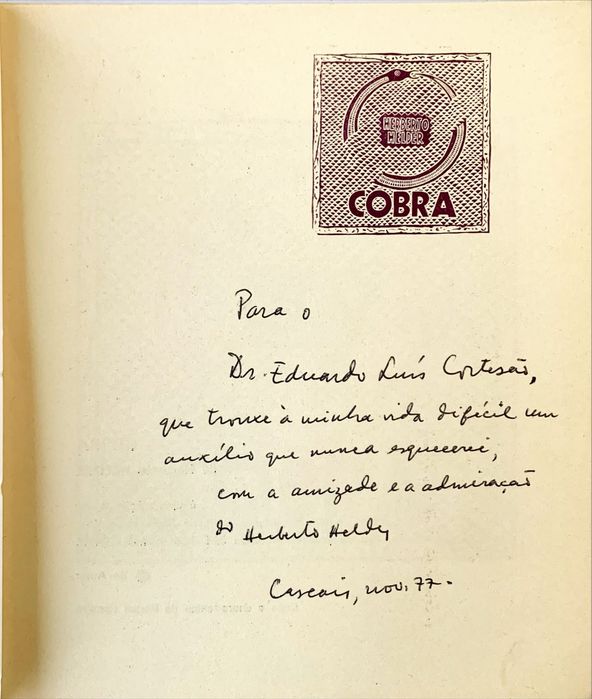 HERBERTO
HELDER
COBRA
Para o
Dr. Eduardo Luís Cortesão,
que trouxe à minha vida difícil um
auxílio que nunca esquecerei,
com a amizade e a admiração
do Herberto Helder
Cascais, nov. 77.